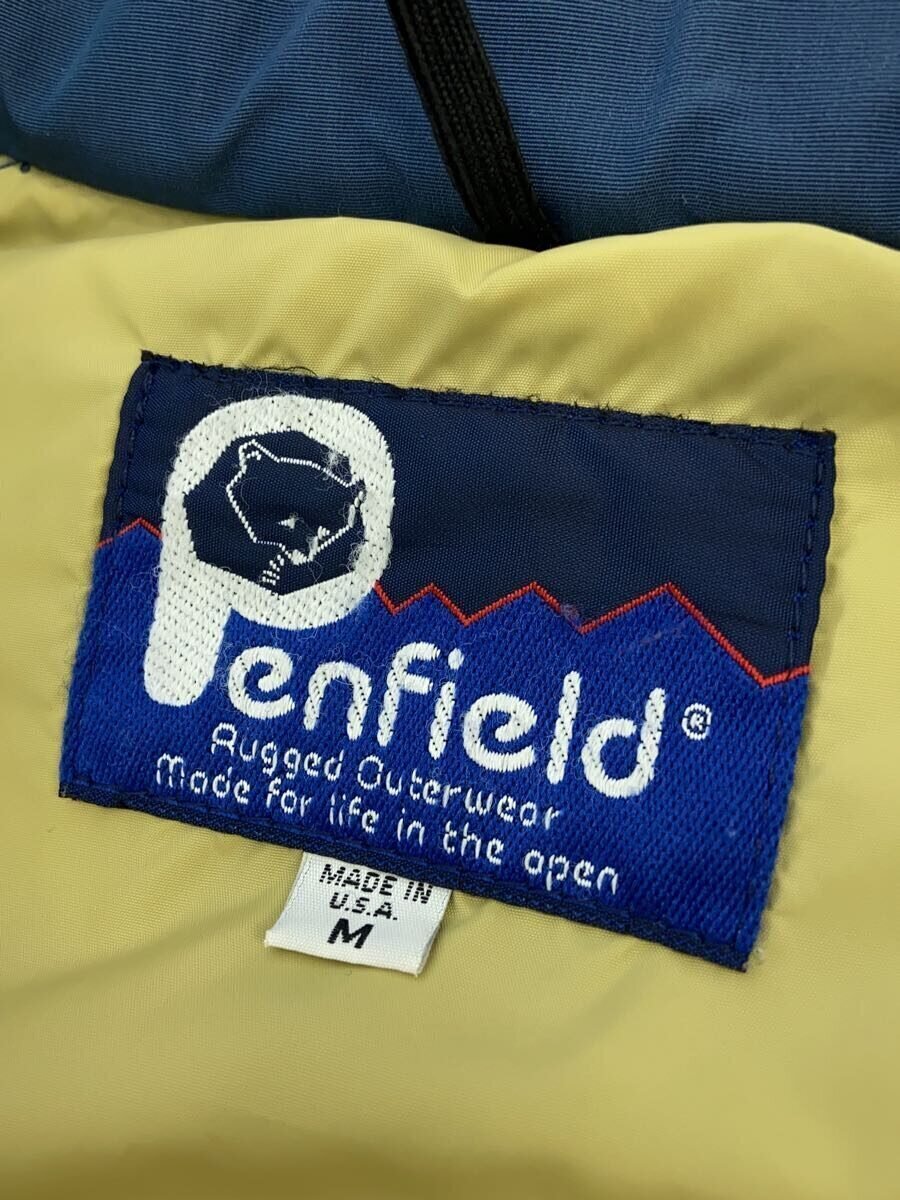 Penfield®
Rugged Outerwear
made for life in the open
MADE IN
U.S.A.
M